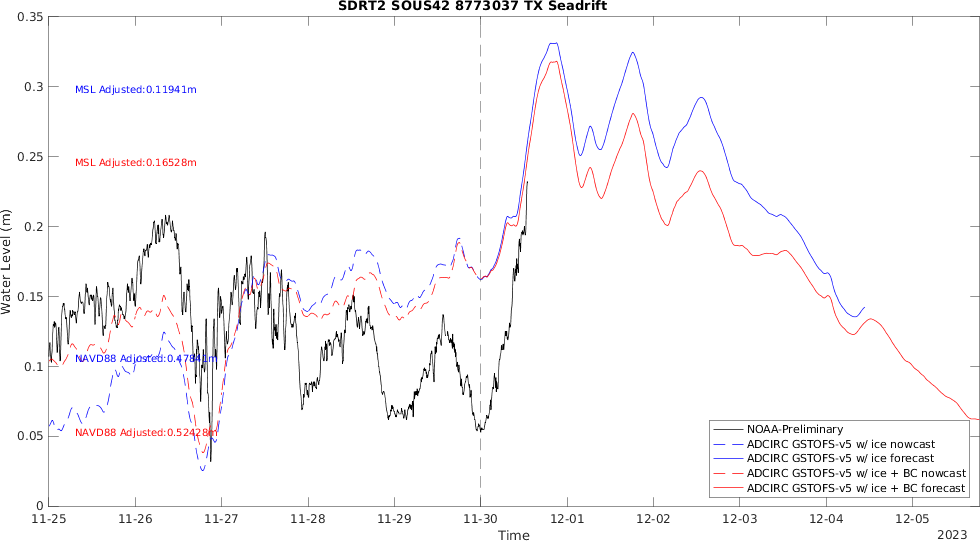 SDRT2 SOUS42 8773037 TX Seadrift
0.35
0.3
0.25
0.2
0.15
0.1
0.05
0
Water Level (m)
MSL Adjusted:0.11941m
MSL Adjusted:0.16528m
NAVD88 Adjusted:0.47841m
NAVD88 Adjusted:0.52428m
NOAA-Preliminary
ADCIRC GSTOFS-v5 w/ ice nowcast
ADCIRC GSTOFS-v5 w/ ice forecast
ADCIRC GSTOFS-v5 w/ ice + BC nowcast
ADCIRC GSTOFS-v5 w/ ice + BC forecast
11-25 11-26 11-27 11-28 11-29 11-30 12-01 12-02 12-03 12-04 12-05
Time
2023